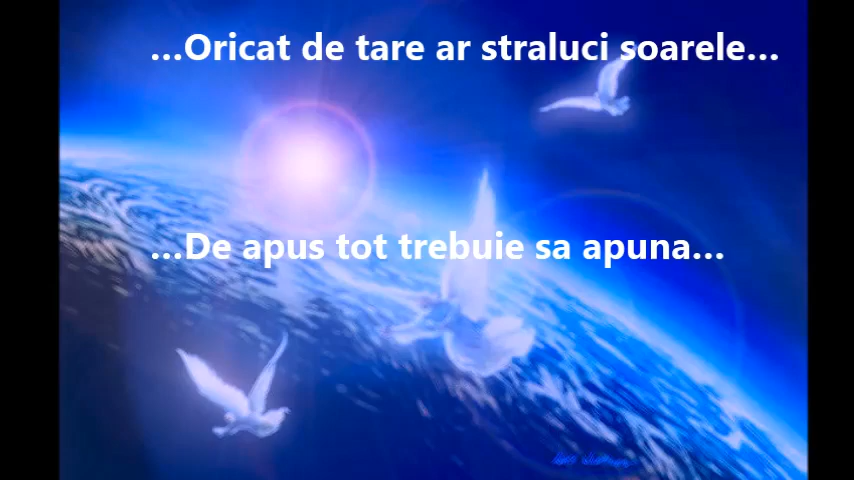 ...Oricat de tare ar straluci soarele...
...De apus tot trebuie sa apuna...